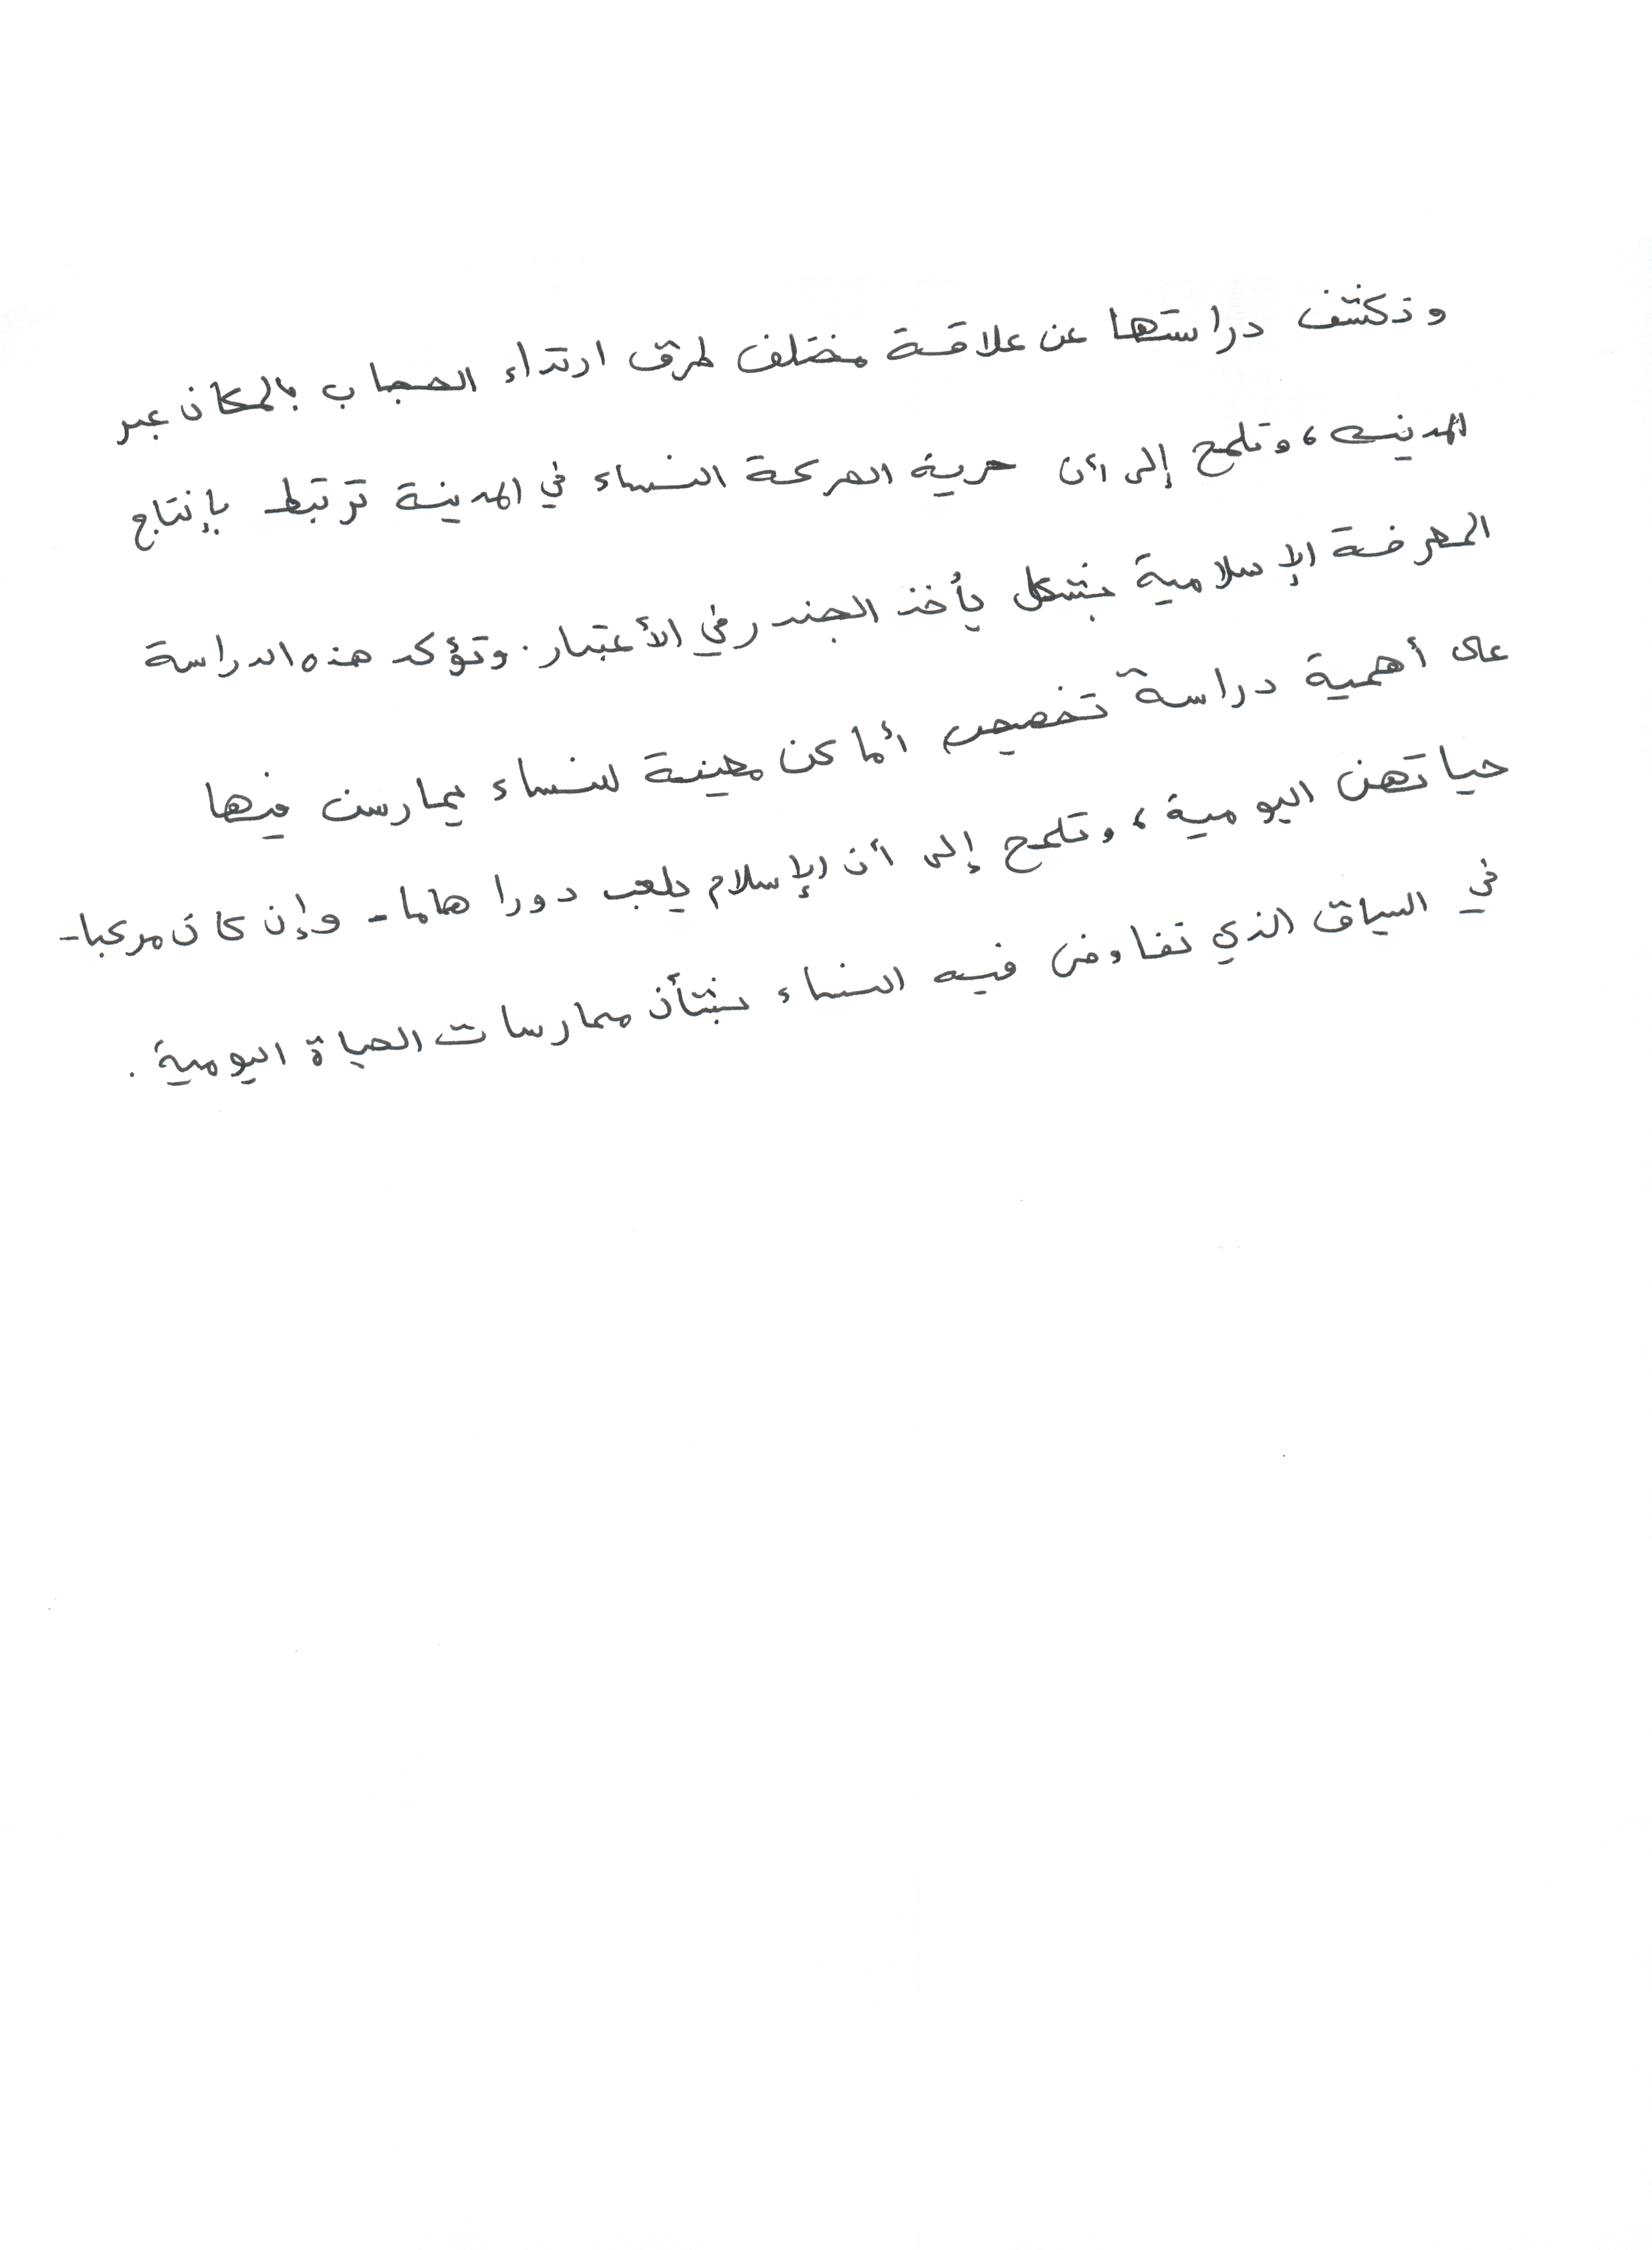 وتكشف دراستها عن علاقة مختلف طرق ارتداء الحجاب بالمكان عبر
المدينة، وتلمح إلى أن حرية الحركة النساء في المدينة ترتبط بإنتاج
المعرفة الإسلامية بشكل يأخذ الجندر في الأعتبار. وتؤكد هذه الدراسة
على أهمية دراسة تخصيص أماكن معينة للنساء يمارسن فيها
حياتهن اليومية، وتلمح إلى أن الإسلام يلعب دورا هاما - وإن كان مركبا -
في السياق الذي تفاوض فيه النساء بشأن ممارسات الحياة اليومية.